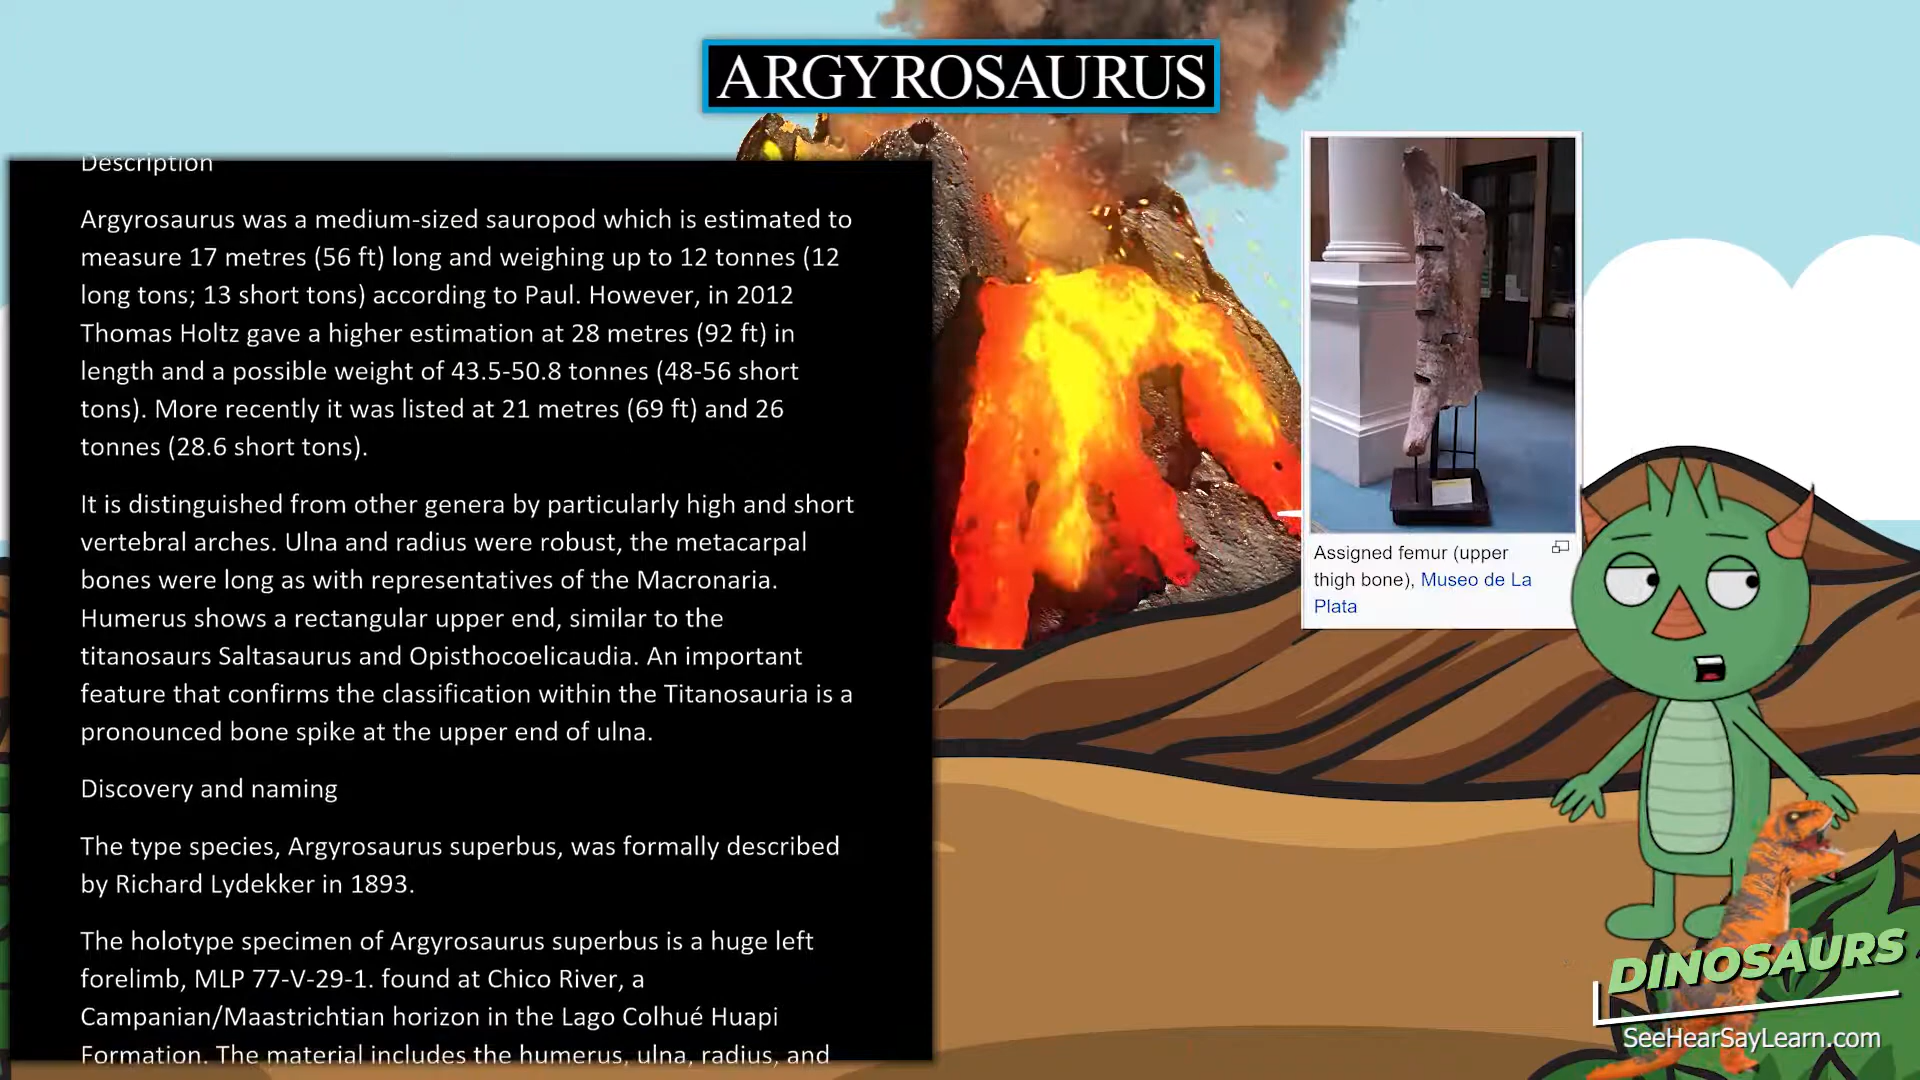 ARGYROSAURUS
Description
Argyrosaurus was a medium-sized sauropod which is estimated to
measure 17 metres (56 ft) long and weighing up to 12 tonnes (12
long tons; 13 short tons) according to Paul. However, in 2012
Thomas Holtz gave a higher estimation at 28 metres (92 ft) in
length and a possible weight of 43.5-50.8 tonnes (48-56 short
tons). More recently it was listed at 21 metres (69 ft) and 26
tonnes (28.6 short tons).
It is distinguished from other genera by particularly high and short
vertebral arches. Ulna and radius were robust, the metacarpal
bones were long as with representatives of the Macronaria.
Humerus shows a rectangular upper end, similar to the
titanosaurs Saltasaurus and Opisthocoelicaudia. An important
feature that confirms the classification within the Titanosauria is a
pronounced bone spike at the upper end of ulna.
Discovery and naming
The type species, Argyrosaurus superbus, was formally described
by Richard Lydekker in 1893.
The holotype specimen of Argyrosaurus superbus is a huge left
forelimb, MLP 77-V-29-1. found at Chico River, a
Campanian/Maastrichtian horizon in the Lago Colhué Huapi
Formation. The material includes the humerus, ulna, radius, and
Assigned femur (upper
thigh bone), Museo de La
Plata
DINOSAURS
SeeHearSayLearn.com